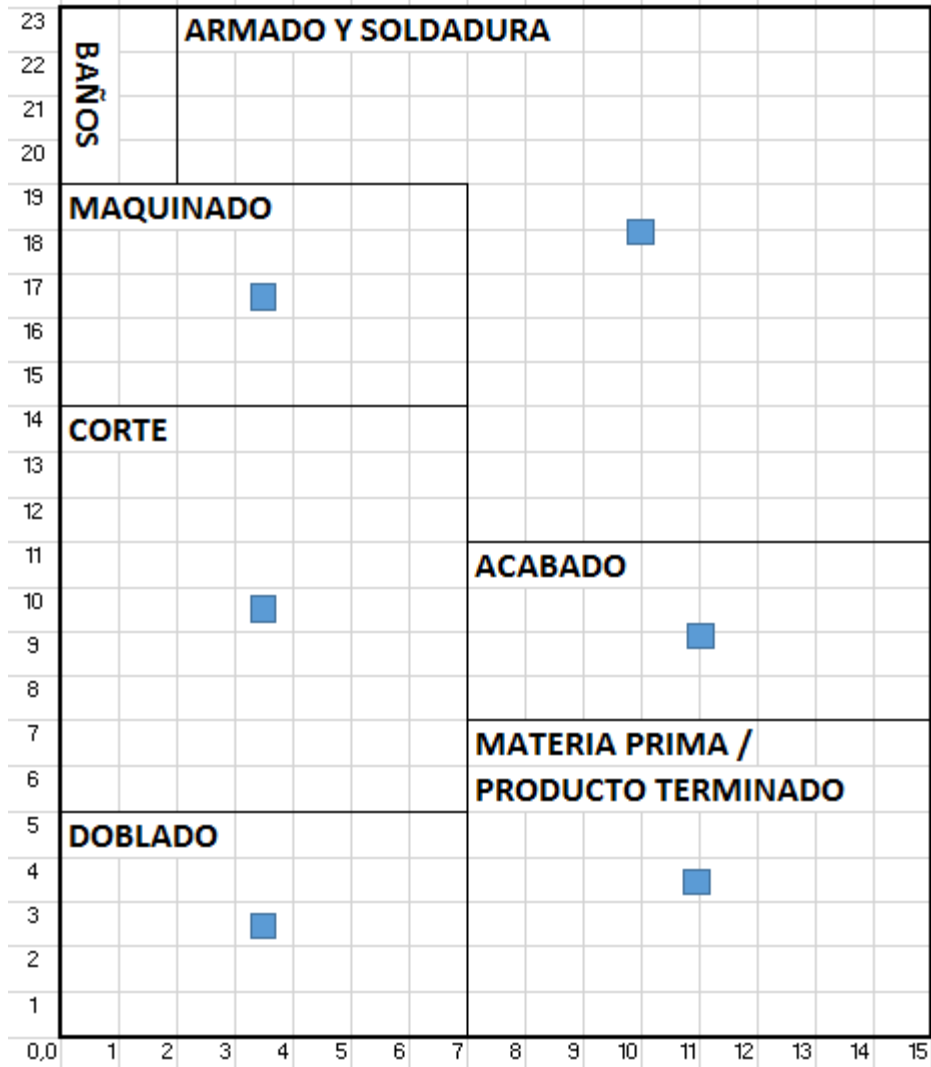 23
ARMADO Y SOLDADURA
BAÑOS
22
21
20
19
MAQUINADO
18
17
16
15
14
CORTE
13
12
11
ACABADO
10
9
8
7
MATERIA PRIMA /
6
PRODUCTO TERMINADO
5
DOBLADO
4
3
2
1
0,0 1 2 3 4 5 6 7 8 9 10 11 12 13 14 15